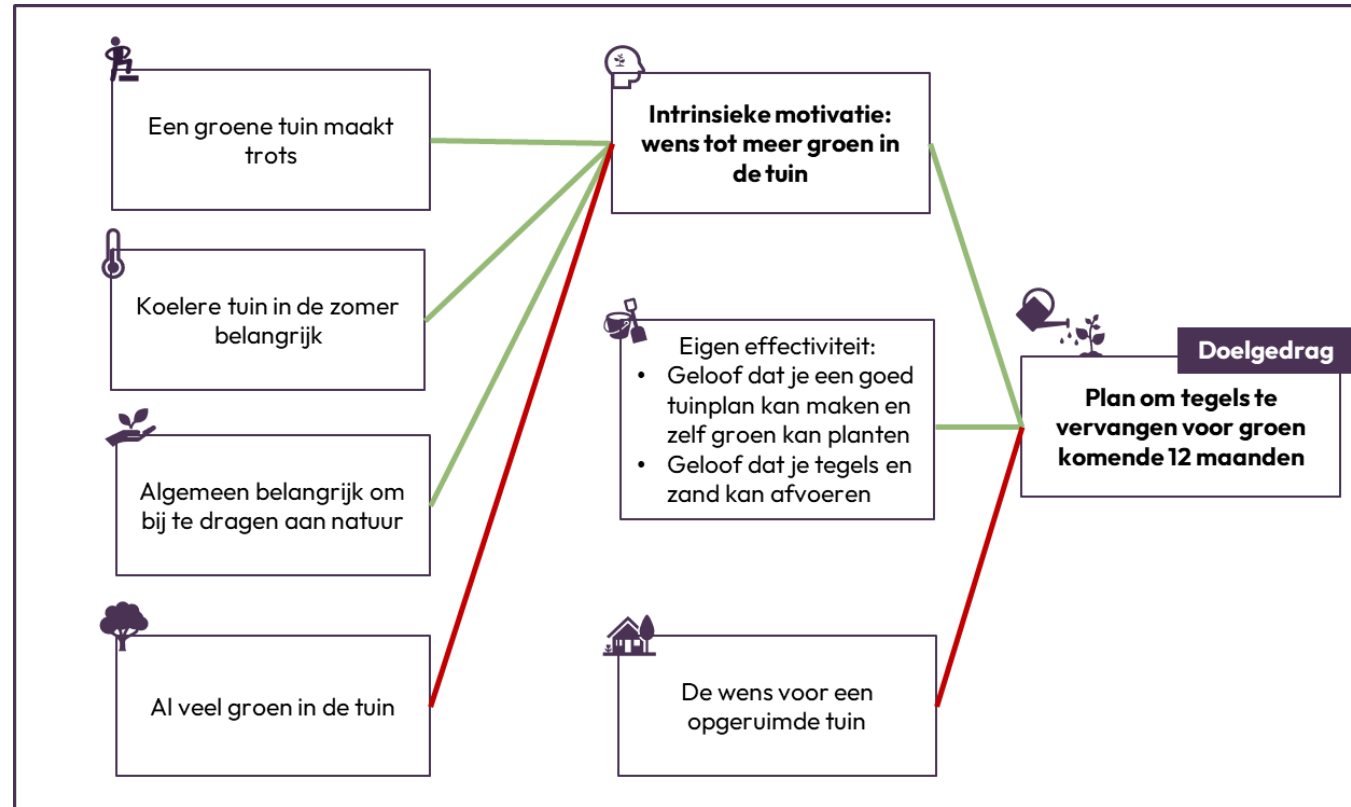 Een groene tuin maakt
trots
Koelere tuin in de zomer
belangrijk
Algemeen belangrijk om
bij te dragen aan natuur
Al veel groen in de tuin
Intrinsieke motivatie:
wens tot meer groen in
de tuin
Eigen effectiviteit:
• Geloof dat je een goed
tuinplan kan maken en
zelf groen kan planten
• Geloof dat je tegels en
zand kan afvoeren
De wens voor een
opgeruimde tuin
Doelgedrag
Plan om tegels te
vervangen voor groen
komende 12 maanden